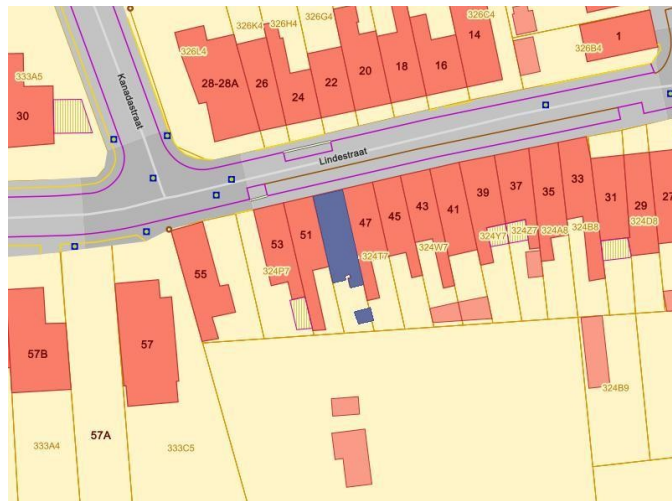 326L4
326K4
326H4
326G4
326C4
14
326B4
1
333A5
30
28-28A
26
24
22
20
18
16
Kanadastraat
Lindestraat
53
51
47
45
43
41
39
37
35
33
31
29
27
324P7
324T7
324W7
324Y7
324Z7
324A8
324B8
324D8
55
57B
57
57A
333A4
333C5
324B9